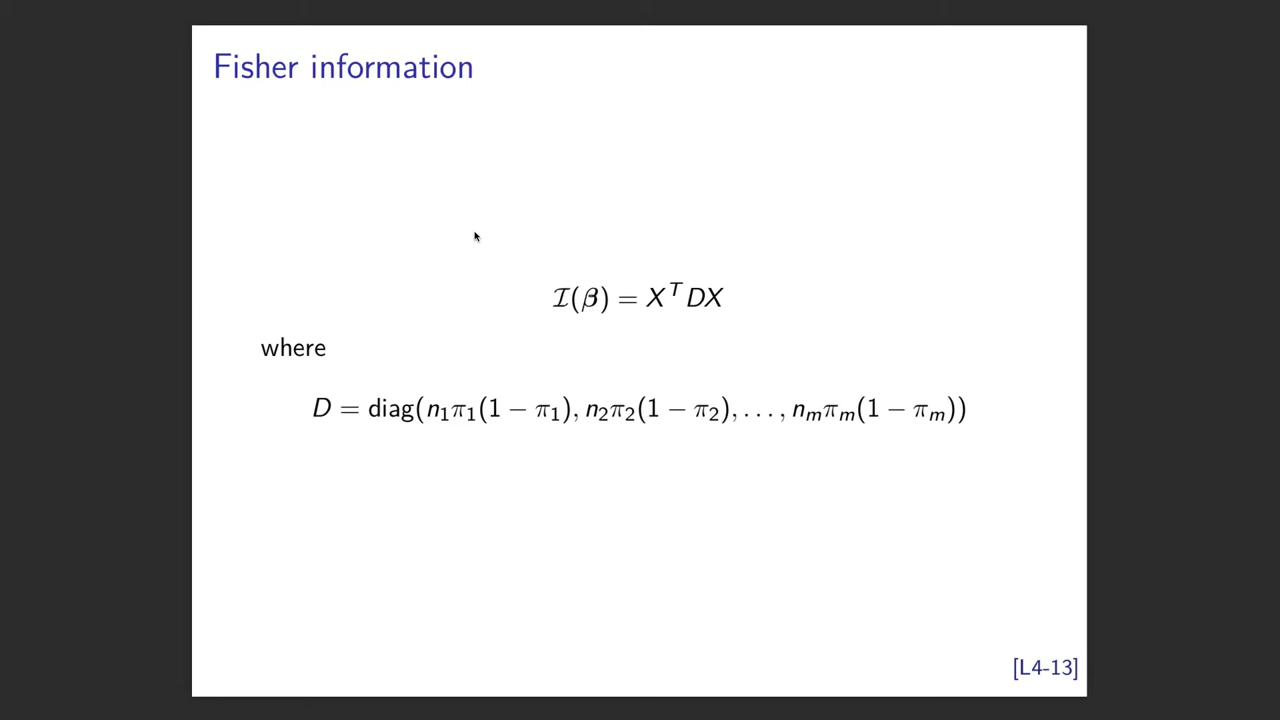 Fisher information
ℐ(β) = XᵀDX
where
D = diag(n₁π₁(1 − π₁), n₂π₂(1 − π₂), . . . , nₘπₘ(1 − πₘ))
[L4-13]